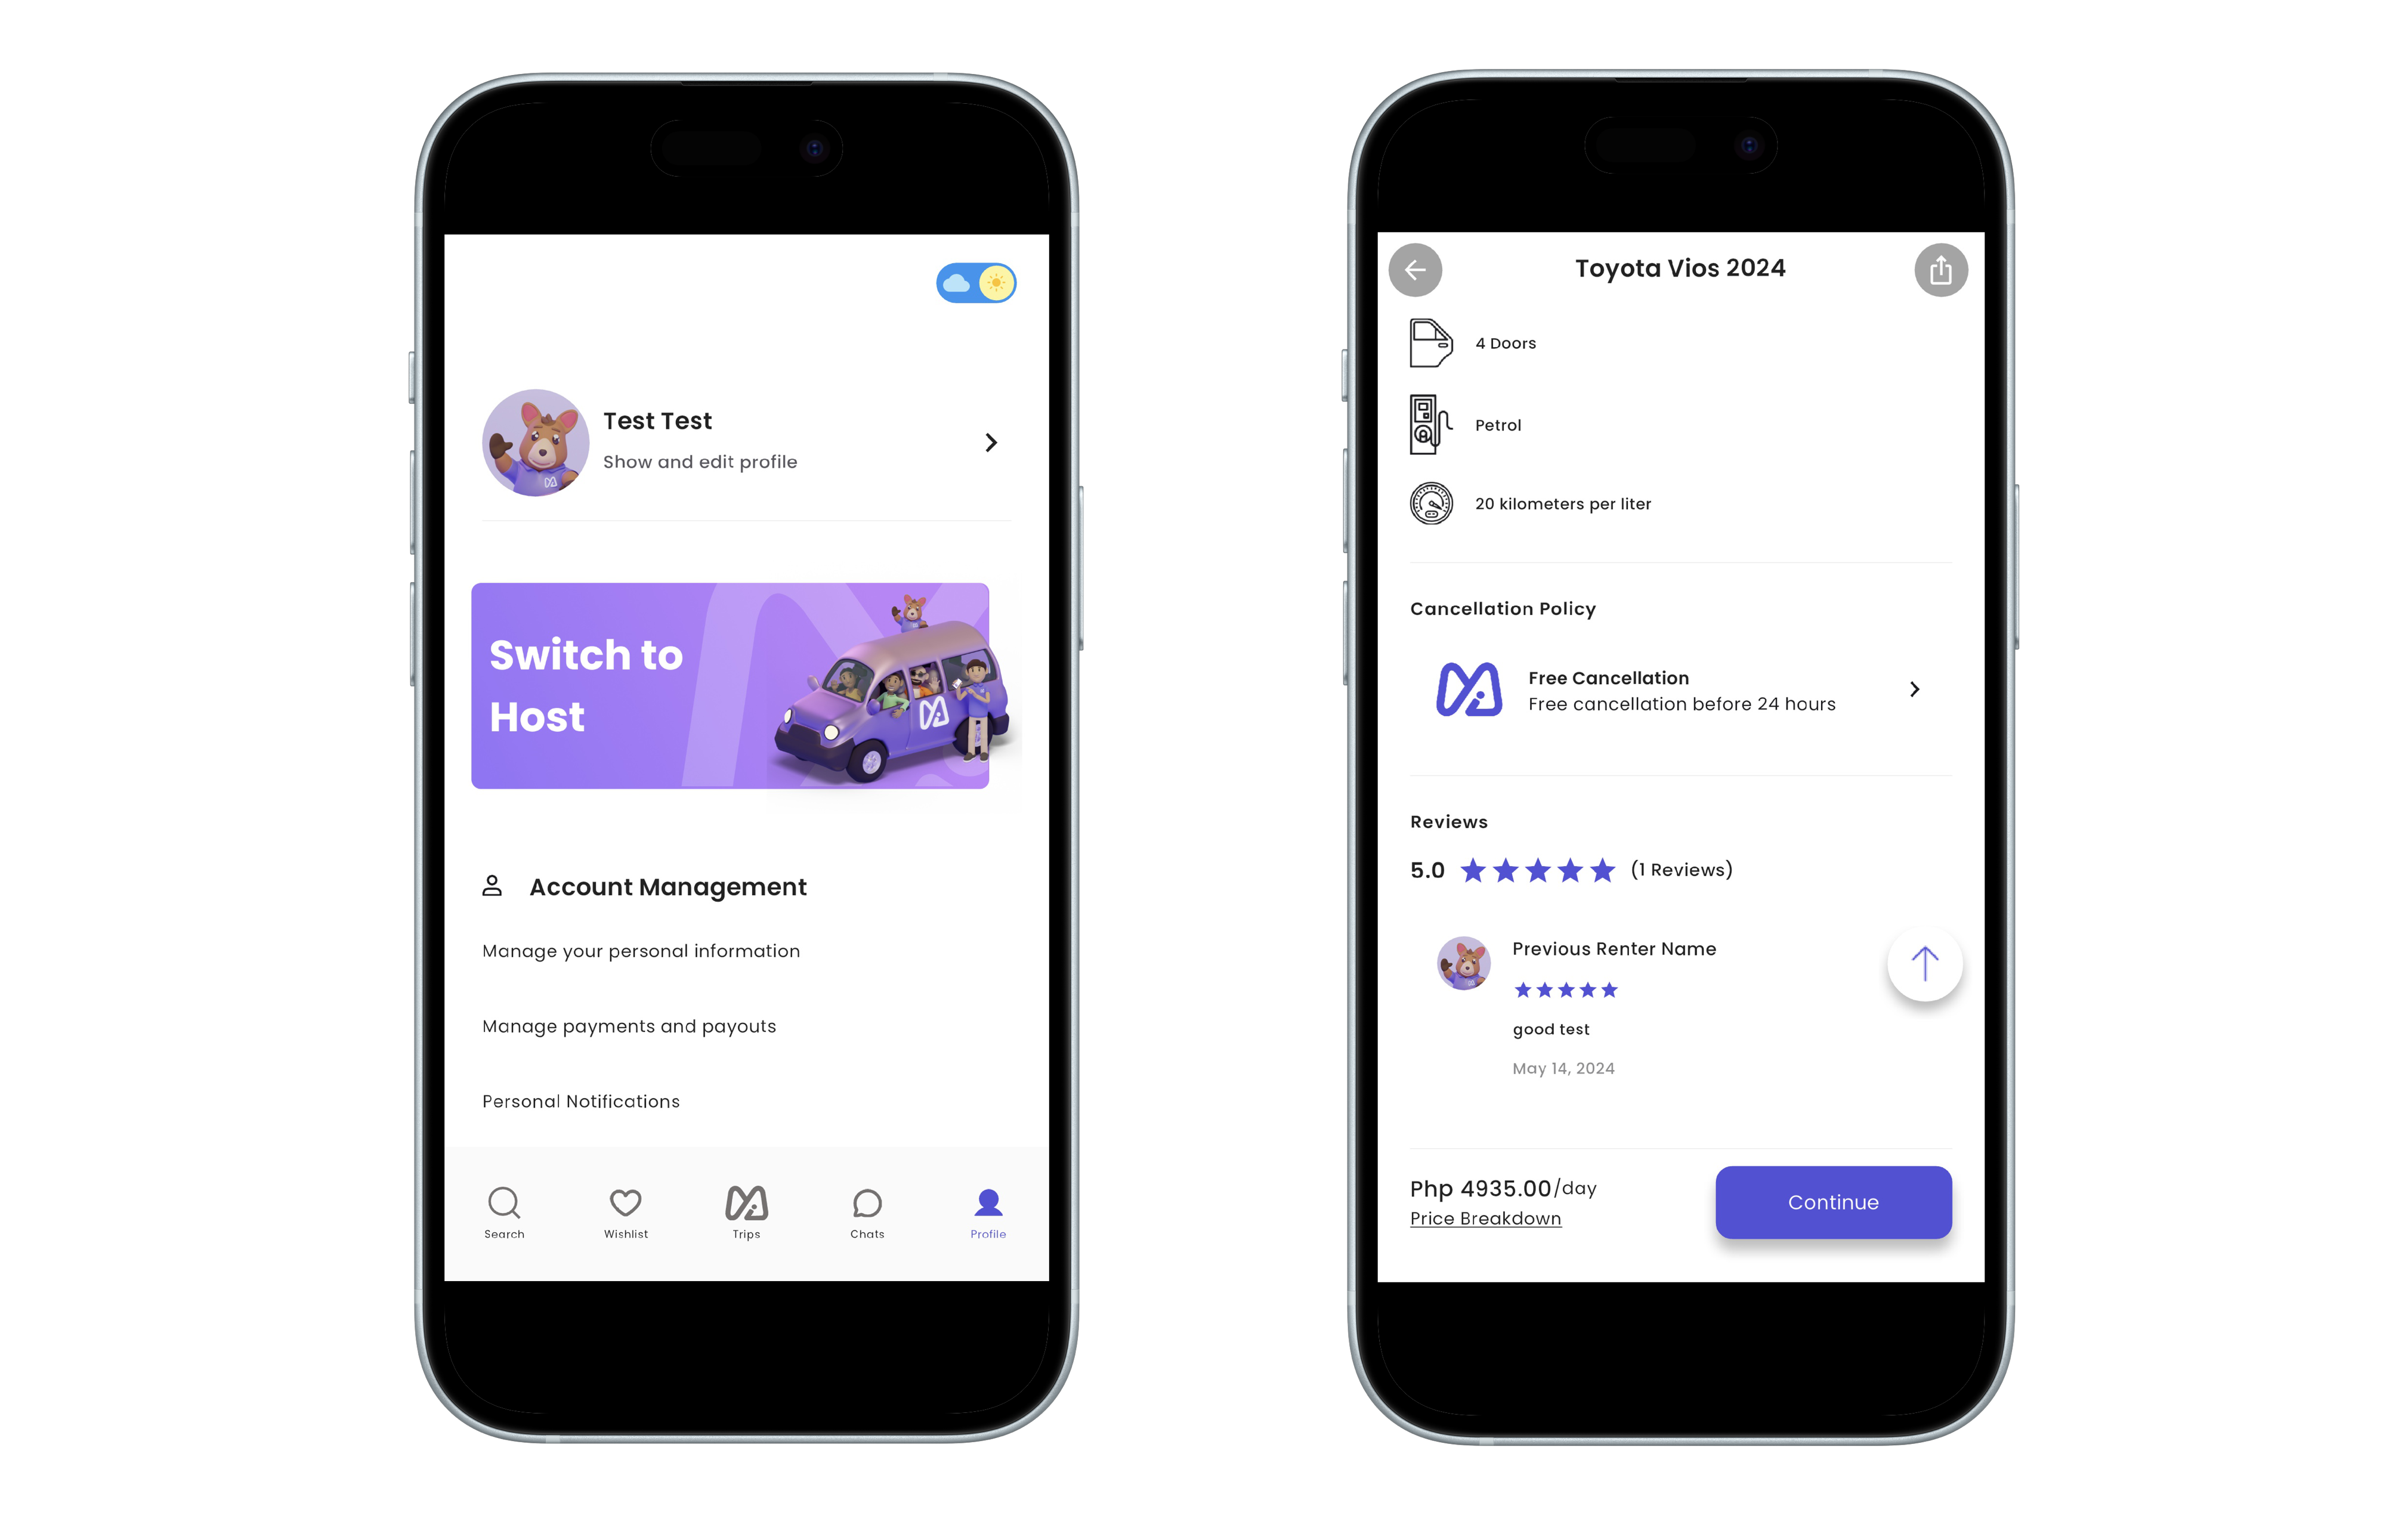 Test Test
Show and edit profile
Switch to
Host
Account Management
Manage your personal information
Manage payments and payouts
Personal Notifications
Search
Wishlist
Trips
Chats
Profile
Toyota Vios 2024
4 Doors
Petrol
20 kilometers per liter
Cancellation Policy
Free Cancellation
Free cancellation before 24 hours
Reviews
5.0 (1 Reviews)
Previous Renter Name
good test
May 14, 2024
Php 4935.00/day
Price Breakdown
Continue